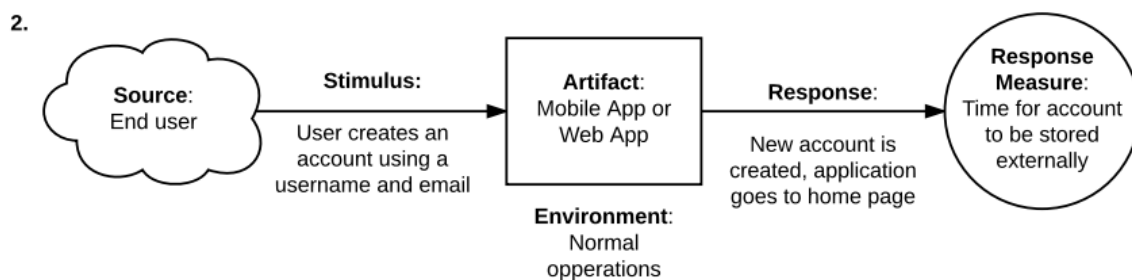 2.
Source:
End user
Stimulus:
User creates an
account using a
username and email
Artifact:
Mobile App or
Web App
Environment:
Normal
opperations
Response:
New account is
created, application
goes to home page
Response
Measure:
Time for account
to be stored
externally